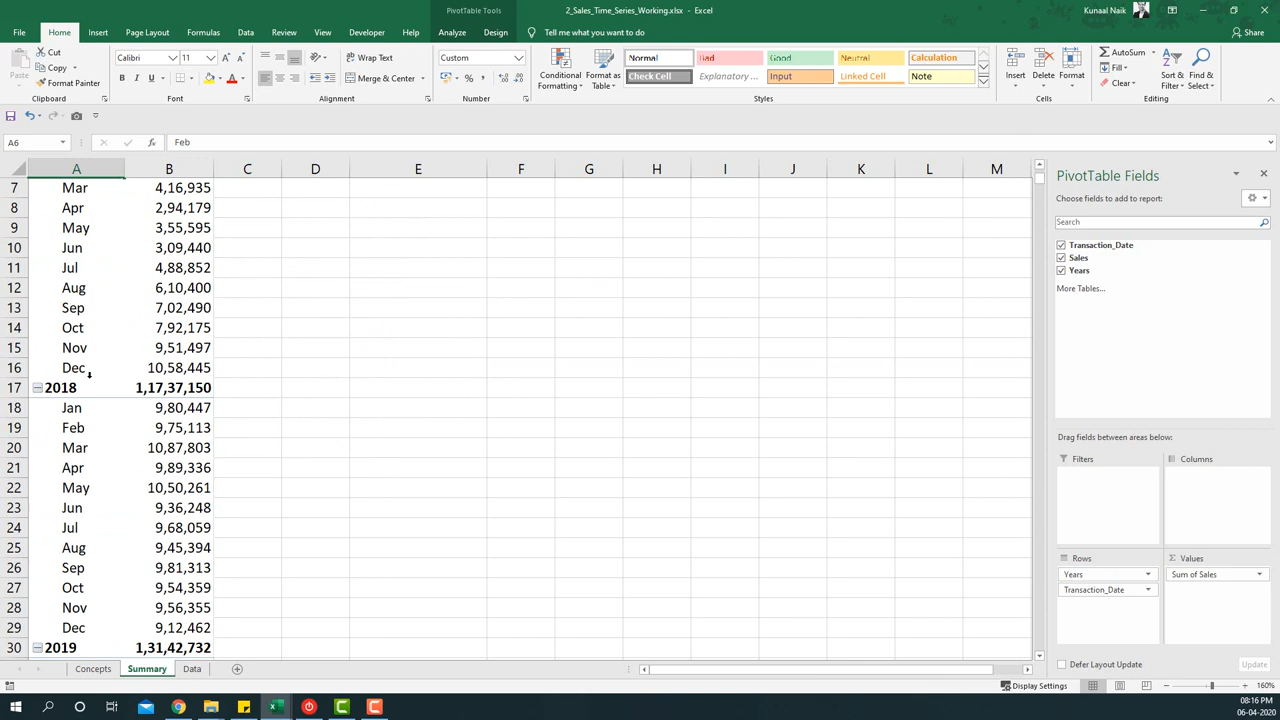 PivotTable Tools
2_Sales_Time_Series_Working.xlsx - Excel
Kunaal Naik
File Home Insert Page Layout Formulas Data Review View Developer Help Analyze Design Tell me what you want to do Share
Cut
Copy
Format Painter
Paste
Clipboard
Calibri 11
B I U
Font
Wrap Text
Merge & Center
Alignment
Custom
Number
Conditional Formatting
Format as Table
Normal Bad Good Neutral Calculation
Check Cell Explanatory ... Input Linked Cell Note
Styles
Insert Delete Format
Cells
AutoSum
Fill
Clear
Sort & Filter
Find & Select
Editing
A6 Feb
A B C D E F G H I J K L M
7 Mar 4,16,935
8 Apr 2,94,179
9 May 3,55,595
10 Jun 3,09,440
11 Jul 4,88,852
12 Aug 6,10,400
13 Sep 7,02,490
14 Oct 7,92,175
15 Nov 9,51,497
16 Dec 10,58,445
17 2018 1,17,37,150
18 Jan 9,80,447
19 Feb 9,75,113
20 Mar 10,87,803
21 Apr 9,89,336
22 May 10,50,261
23 Jun 9,36,248
24 Jul 9,68,059
25 Aug 9,45,394
26 Sep 9,81,313
27 Oct 9,54,359
28 Nov 9,56,355
29 Dec 9,12,462
30 2019 1,31,42,732
PivotTable Fields
Choose fields to add to report:
Search
Transaction_Date
Sales
Years
More Tables...
Drag fields between areas below:
Filters Columns
Rows Values
Years Sum of Sales
Transaction_Date
Defer Layout Update Update
Concepts Summary Data
Display Settings 160%
08:16 PM
06-04-2020